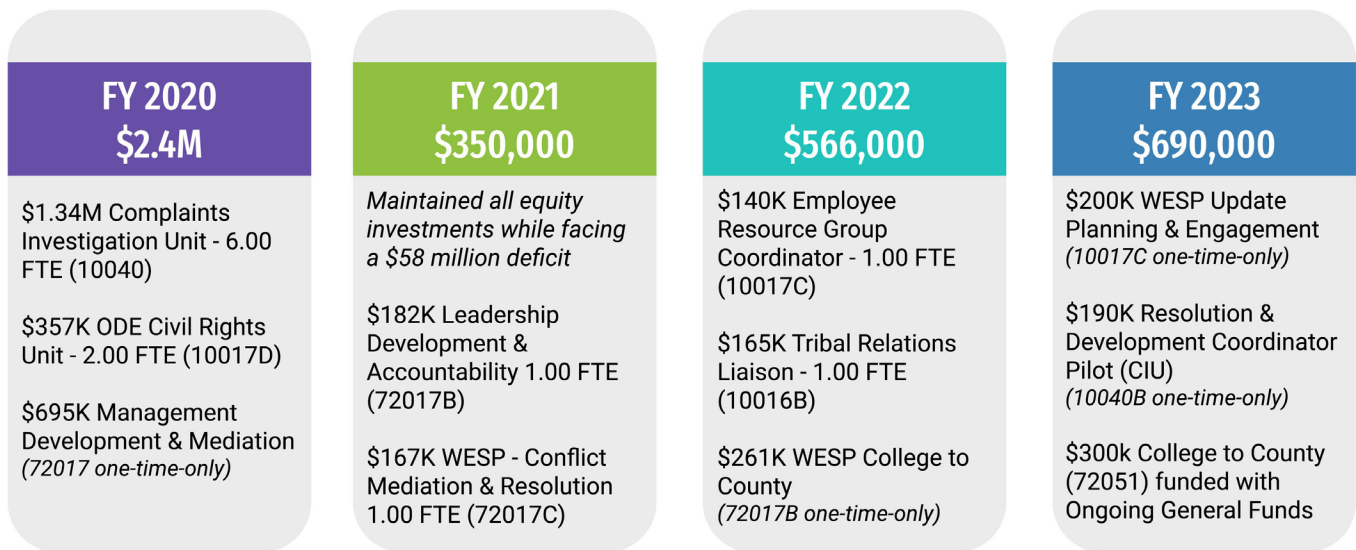 FY 2020
$2.4M
$1.34M Complaints
Investigation Unit - 6.00
FTE (10040)
$357K ODE Civil Rights
Unit - 2.00 FTE (10017D)
$695K Management
Development & Mediation
(72017 one-time-only)
FY 2021
$350,000
Maintained all equity
investments while facing
a $58 million deficit
$182K Leadership
Development &
Accountability 1.00 FTE
(72017B)
$167K WESP - Conflict
Mediation & Resolution
1.00 FTE (72017C)
FY 2022
$566,000
$140K Employee
Resource Group
Coordinator - 1.00 FTE
(10017C)
$165K Tribal Relations
Liaison - 1.00 FTE
(10016B)
$261K WESP College to
County
(72017B one-time-only)
FY 2023
$690,000
$200K WESP Update
Planning & Engagement
(10017C one-time-only)
$190K Resolution &
Development Coordinator
Pilot (CIU)
(10040B one-time-only)
$300k College to County
(72051) funded with
Ongoing General Funds